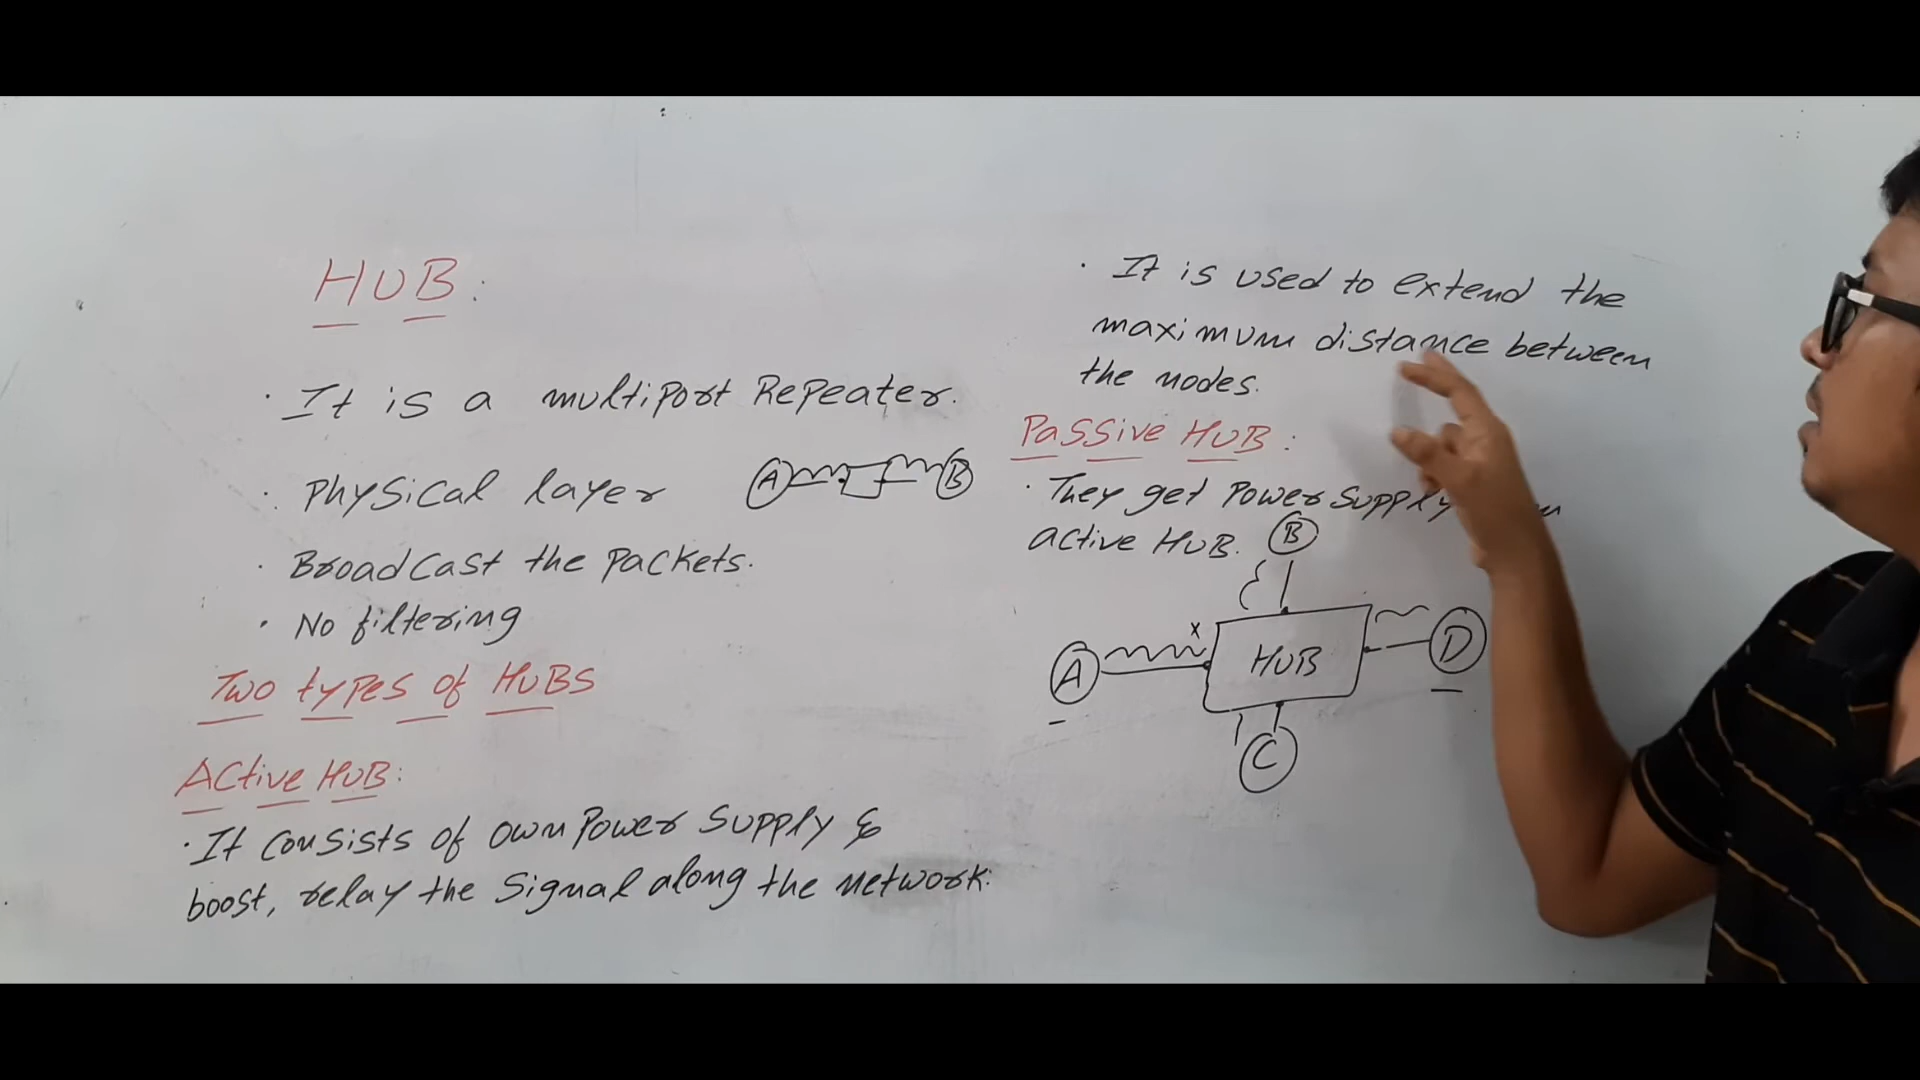 HUB:
· It is a multiport Repeater.
· Physical layer
A B
· Broadcast the packets.
· No filtering
Two types of HUBS
Active HUB:
· It consists of own power supply &
boost, relay the signal along the network.
· It is used to extend the
maximum distance between
the nodes.
Passive HUB:
· They get power supply
active HUB.
B
x
A HUB D
C